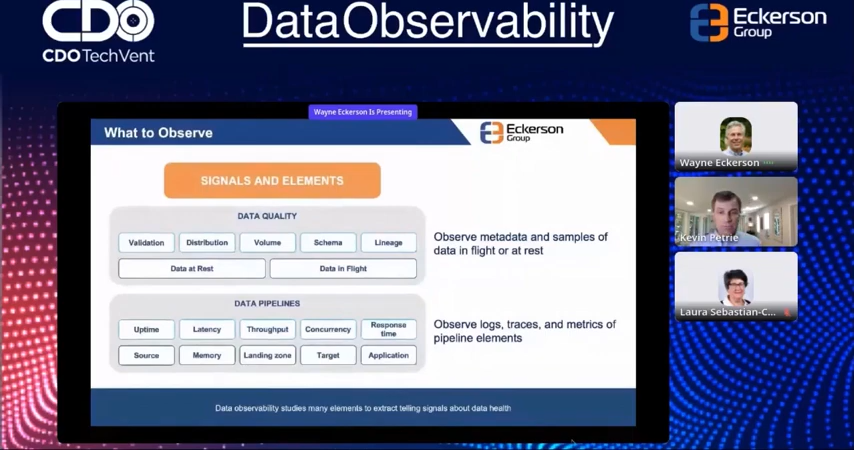 CDO
CDO TechVent
DataObservability
Eckerson
Group
Wayne Eckerson Is Presenting
What to Observe
Eckerson
Group
SIGNALS AND ELEMENTS
DATA QUALITY
Validation
Distribution
Volume
Schema
Lineage
Data at Rest
Data in Flight
Observe metadata and samples of
data in flight or at rest
DATA PIPELINES
Uptime
Latency
Throughput
Concurrency
Response
time
Source
Memory
Landing zone
Target
Application
Observe logs, traces, and metrics of
pipeline elements
Data observability studies many elements to extract telling signals about data health
Wayne Eckerson
Kevin Petrie
Laura Sebastian-C...